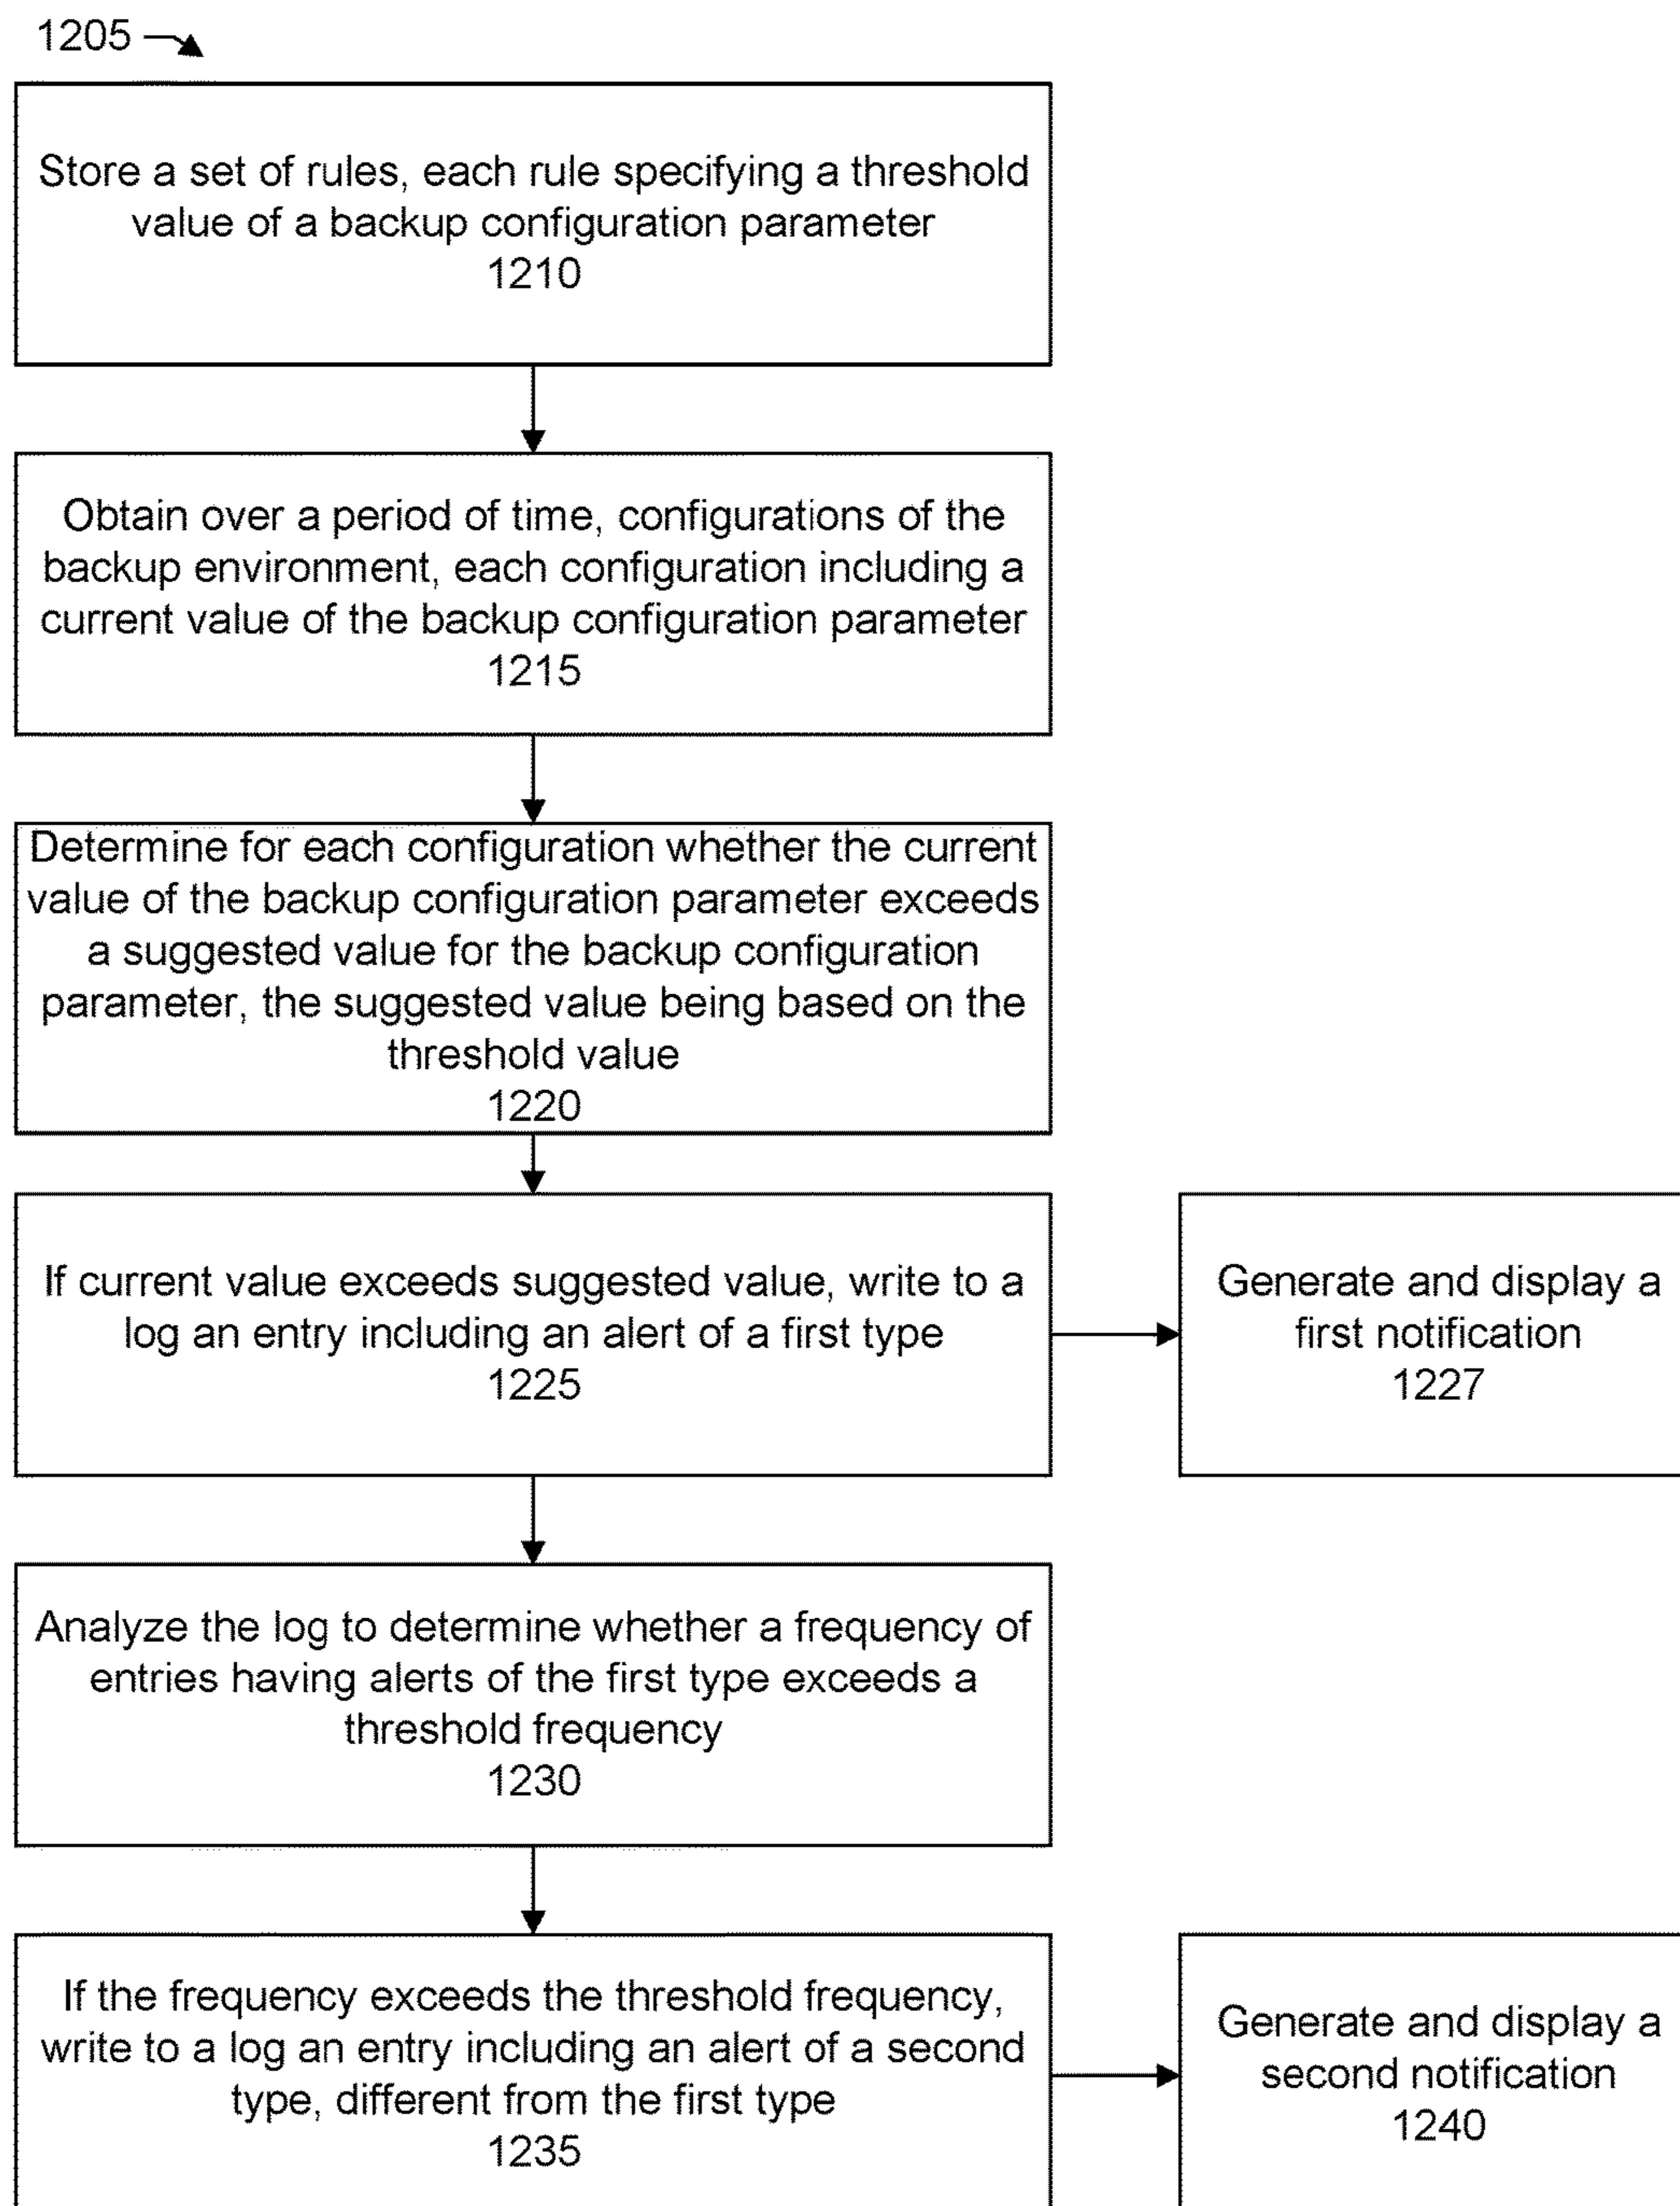 1205
Store a set of rules, each rule specifying a threshold
value of a backup configuration parameter
1210
Obtain over a period of time, configurations of the
backup environment, each configuration including a
current value of the backup configuration parameter
1215
Determine for each configuration whether the current
value of the backup configuration parameter exceeds
a suggested value for the backup configuration
parameter, the suggested value being based on the
threshold value
1220
If current value exceeds suggested value, write to a
log an entry including an alert of a first type
1225
Generate and display a
first notification
1227
Analyze the log to determine whether a frequency of
entries having alerts of the first type exceeds a
threshold frequency
1230
If the frequency exceeds the threshold frequency,
write to a log an entry including an alert of a second
type, different from the first type
1235
Generate and display a
second notification
1240